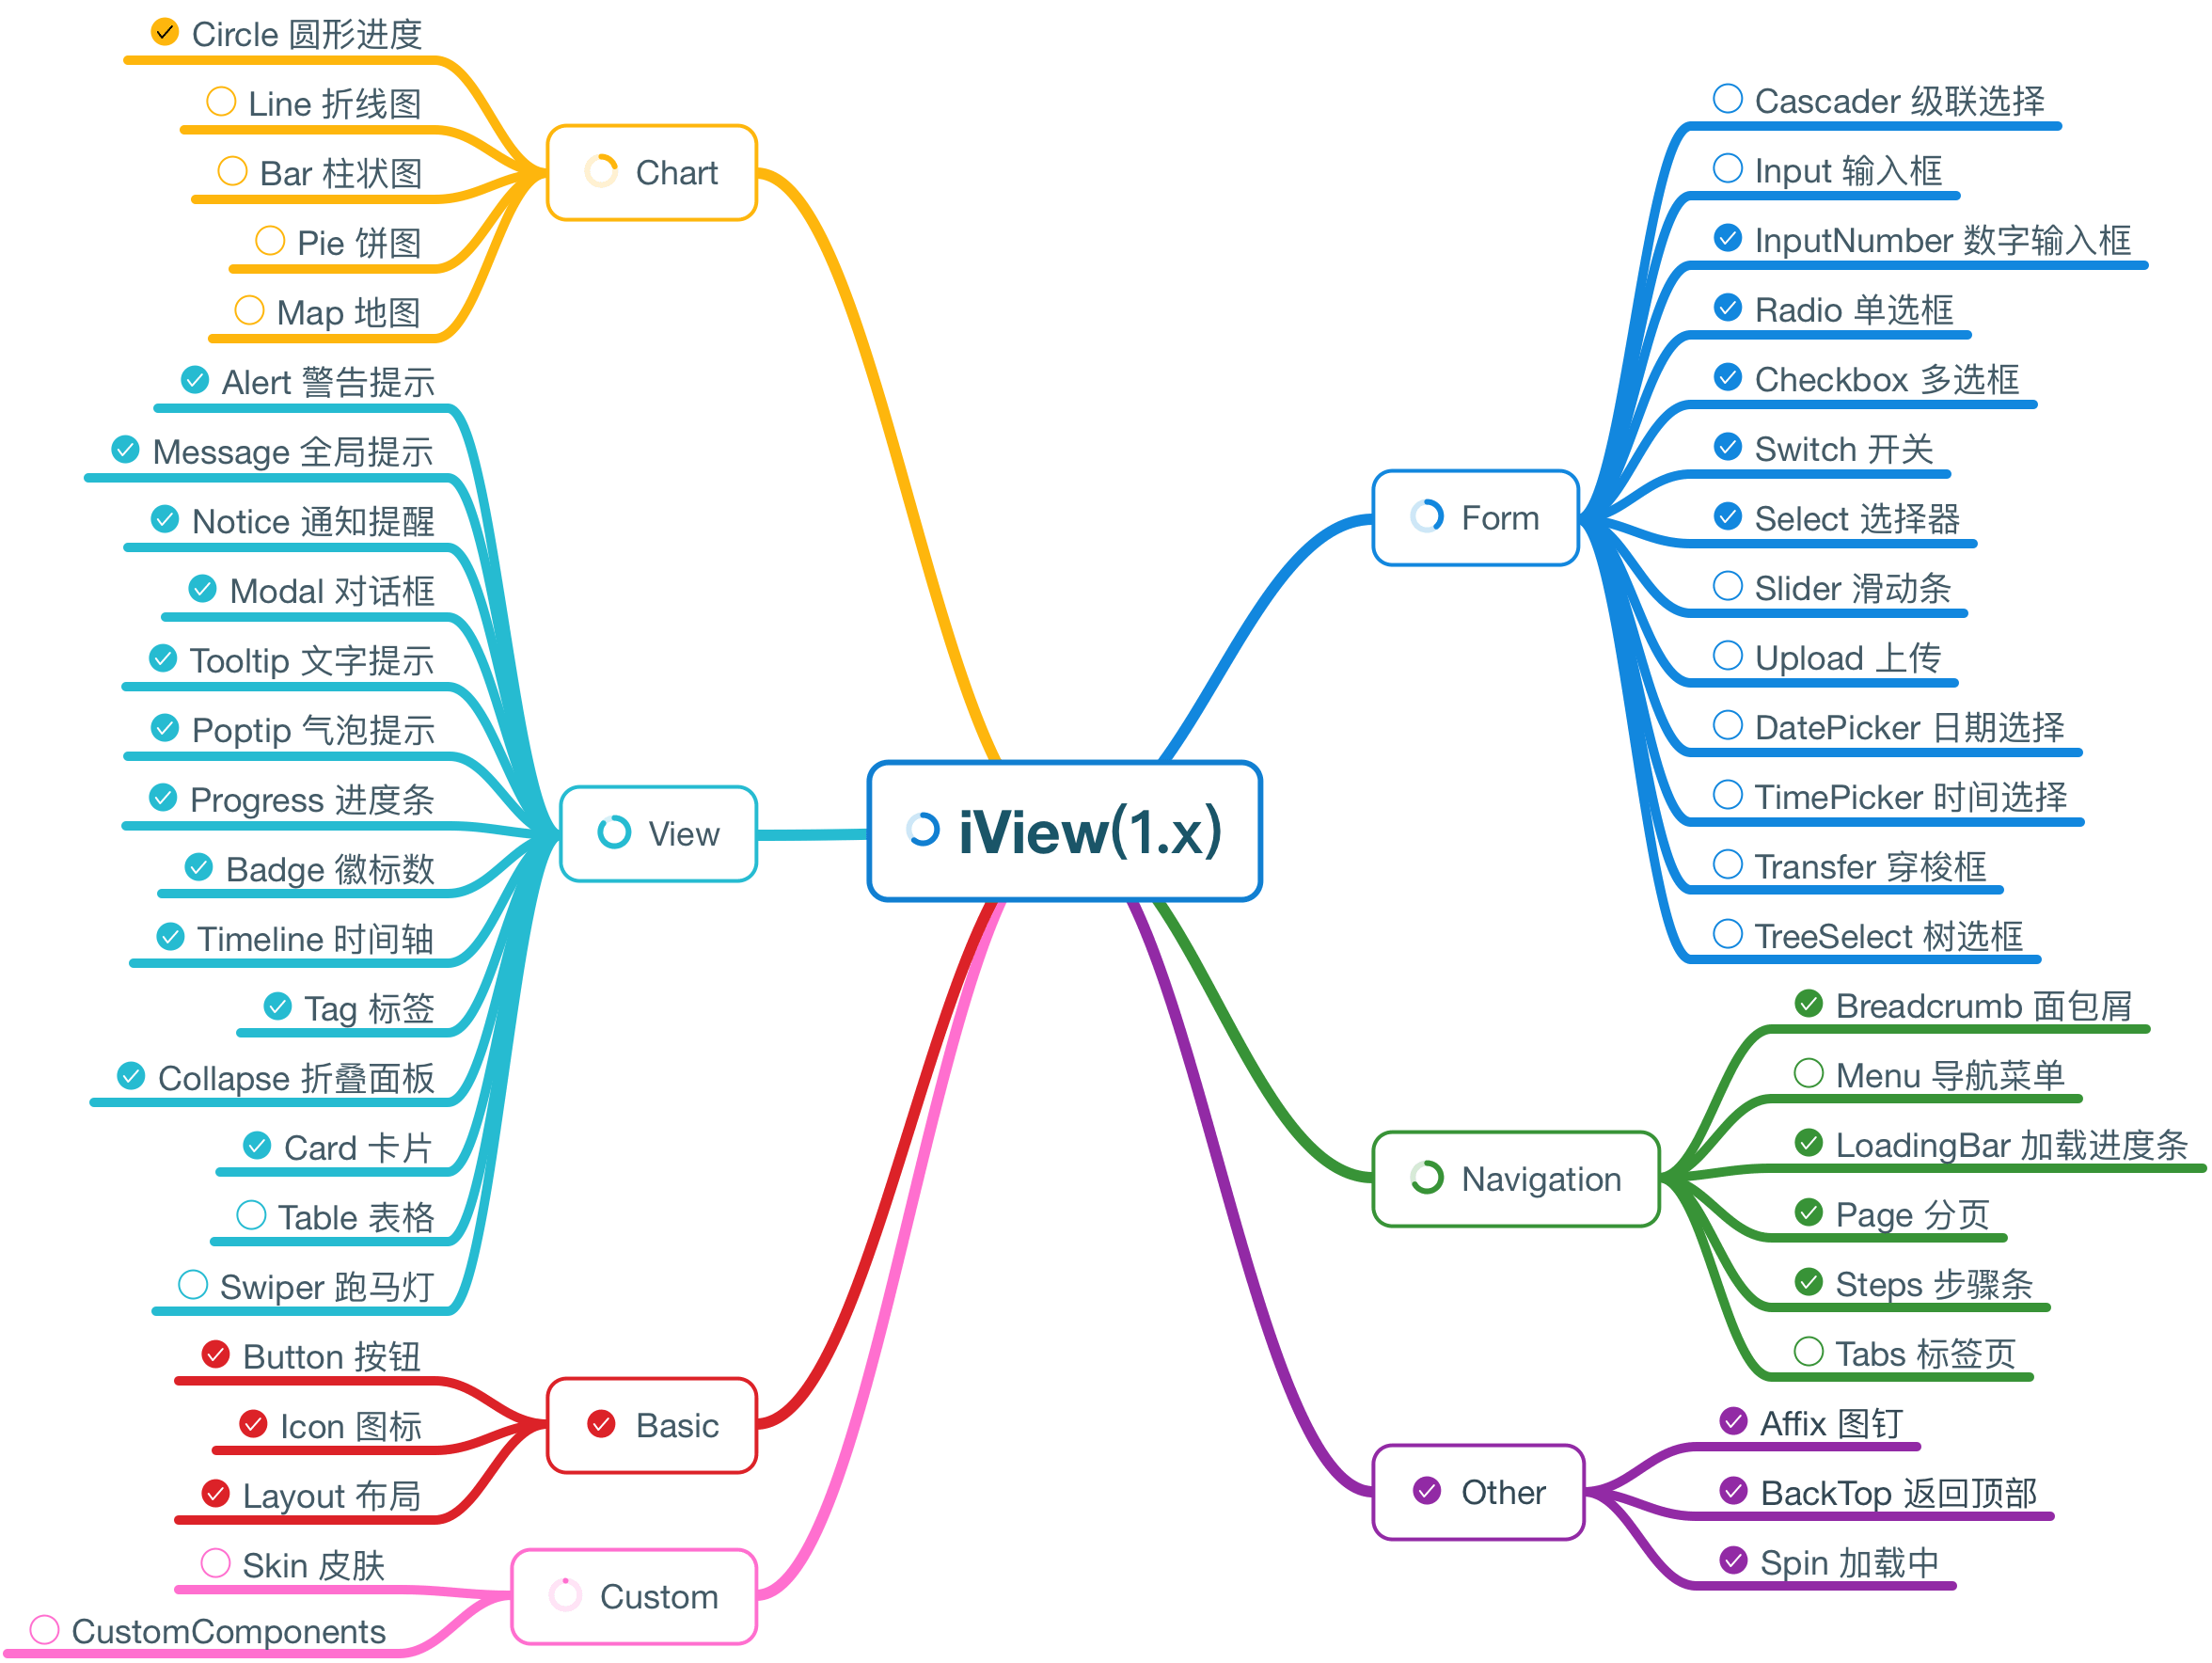 iView(1.x)
Chart
Circle 圆形进度
Line 折线图
Bar 柱状图
Pie 饼图
Map 地图
View
Alert 警告提示
Message 全局提示
Notice 通知提醒
Modal 对话框
Tooltip 文字提示
Poptip 气泡提示
Progress 进度条
Badge 徽标数
Timeline 时间轴
Tag 标签
Collapse 折叠面板
Card 卡片
Table 表格
Swiper 跑马灯
Basic
Button 按钮
Icon 图标
Layout 布局
Custom
Skin 皮肤
CustomComponents
Form
Cascader 级联选择
Input 输入框
InputNumber 数字输入框
Radio 单选框
Checkbox 多选框
Switch 开关
Select 选择器
Slider 滑动条
Upload 上传
DatePicker 日期选择
TimePicker 时间选择
Transfer 穿梭框
TreeSelect 树选框
Navigation
Breadcrumb 面包屑
Menu 导航菜单
LoadingBar 加载进度条
Page 分页
Steps 步骤条
Tabs 标签页
Other
Affix 图钉
BackTop 返回顶部
Spin 加载中